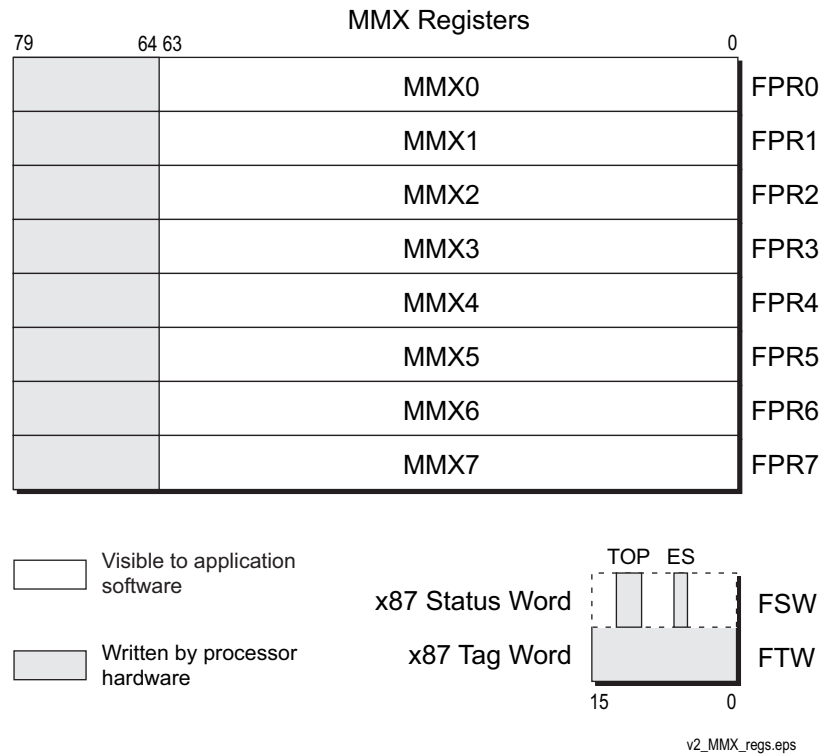 MMX Registers
79 64 63 0
MMX0 FPR0
MMX1 FPR1
MMX2 FPR2
MMX3 FPR3
MMX4 FPR4
MMX5 FPR5
MMX6 FPR6
MMX7 FPR7
Visible to application
software
Written by processor
hardware
TOP ES
x87 Status Word FSW
x87 Tag Word FTW
15 0
v2_MMX_regs.eps